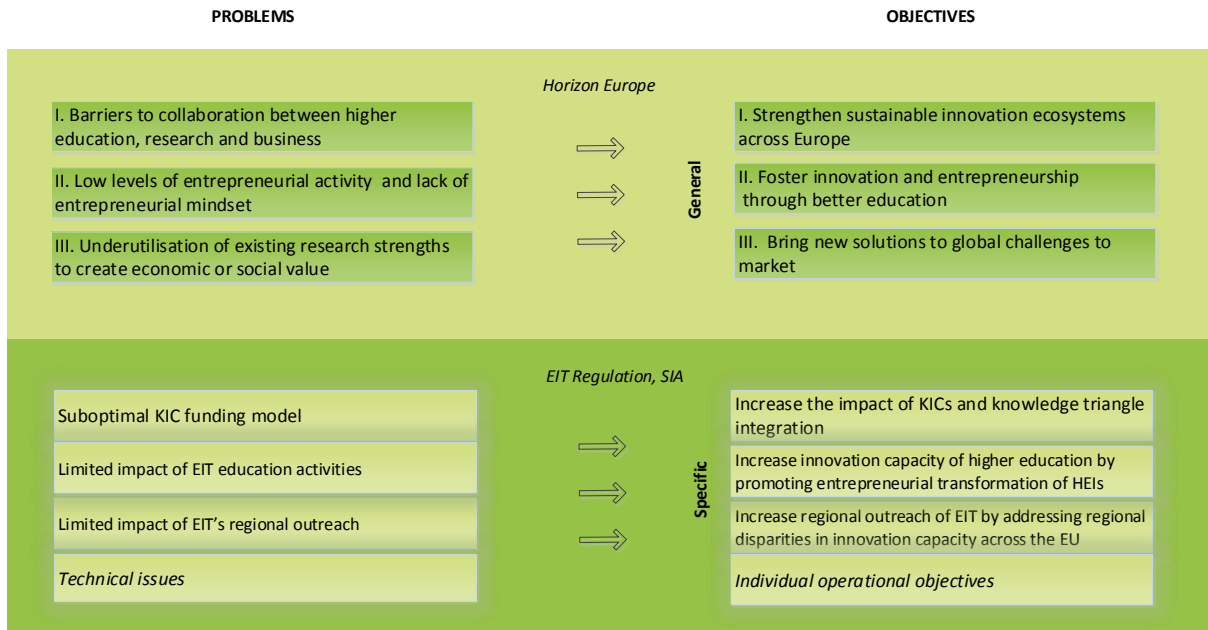 PROBLEMS
OBJECTIVES
Horizon Europe
I. Barriers to collaboration between higher
education, research and business
II. Low levels of entrepreneurial activity and lack of
entrepreneurial mindset
III. Underutilisation of existing research strengths
to create economic or social value
General
I. Strengthen sustainable innovation ecosystems
across Europe
II. Foster innovation and entrepreneurship
through better education
III. Bring new solutions to global challenges to
market
EIT Regulation, SIA
Suboptimal KIC funding model
Limited impact of EIT education activities
Limited impact of EIT’s regional outreach
Technical issues
Specific
Increase the impact of KICs and knowledge triangle
integration
Increase innovation capacity of higher education by
promoting entrepreneurial transformation of HEIs
Increase regional outreach of EIT by addressing regional
disparities in innovation capacity across the EU
Individual operational objectives